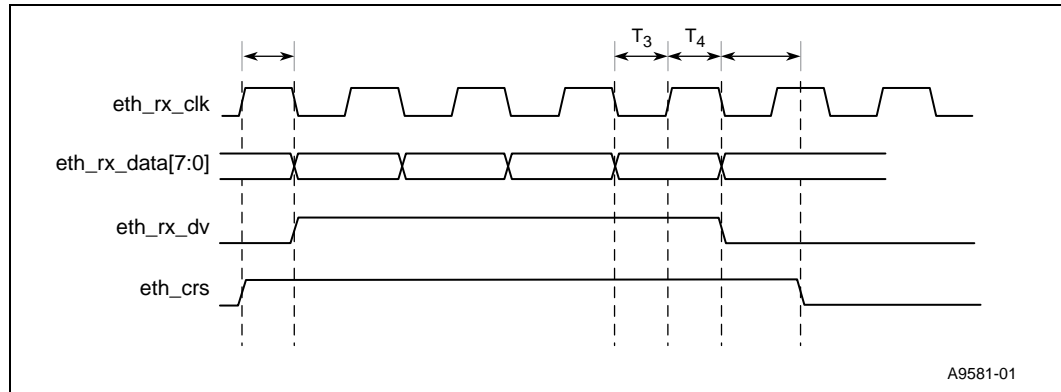 T3 T4
eth_rx_clk
eth_rx_data[7:0]
eth_rx_dv
eth_crs
A9581-01